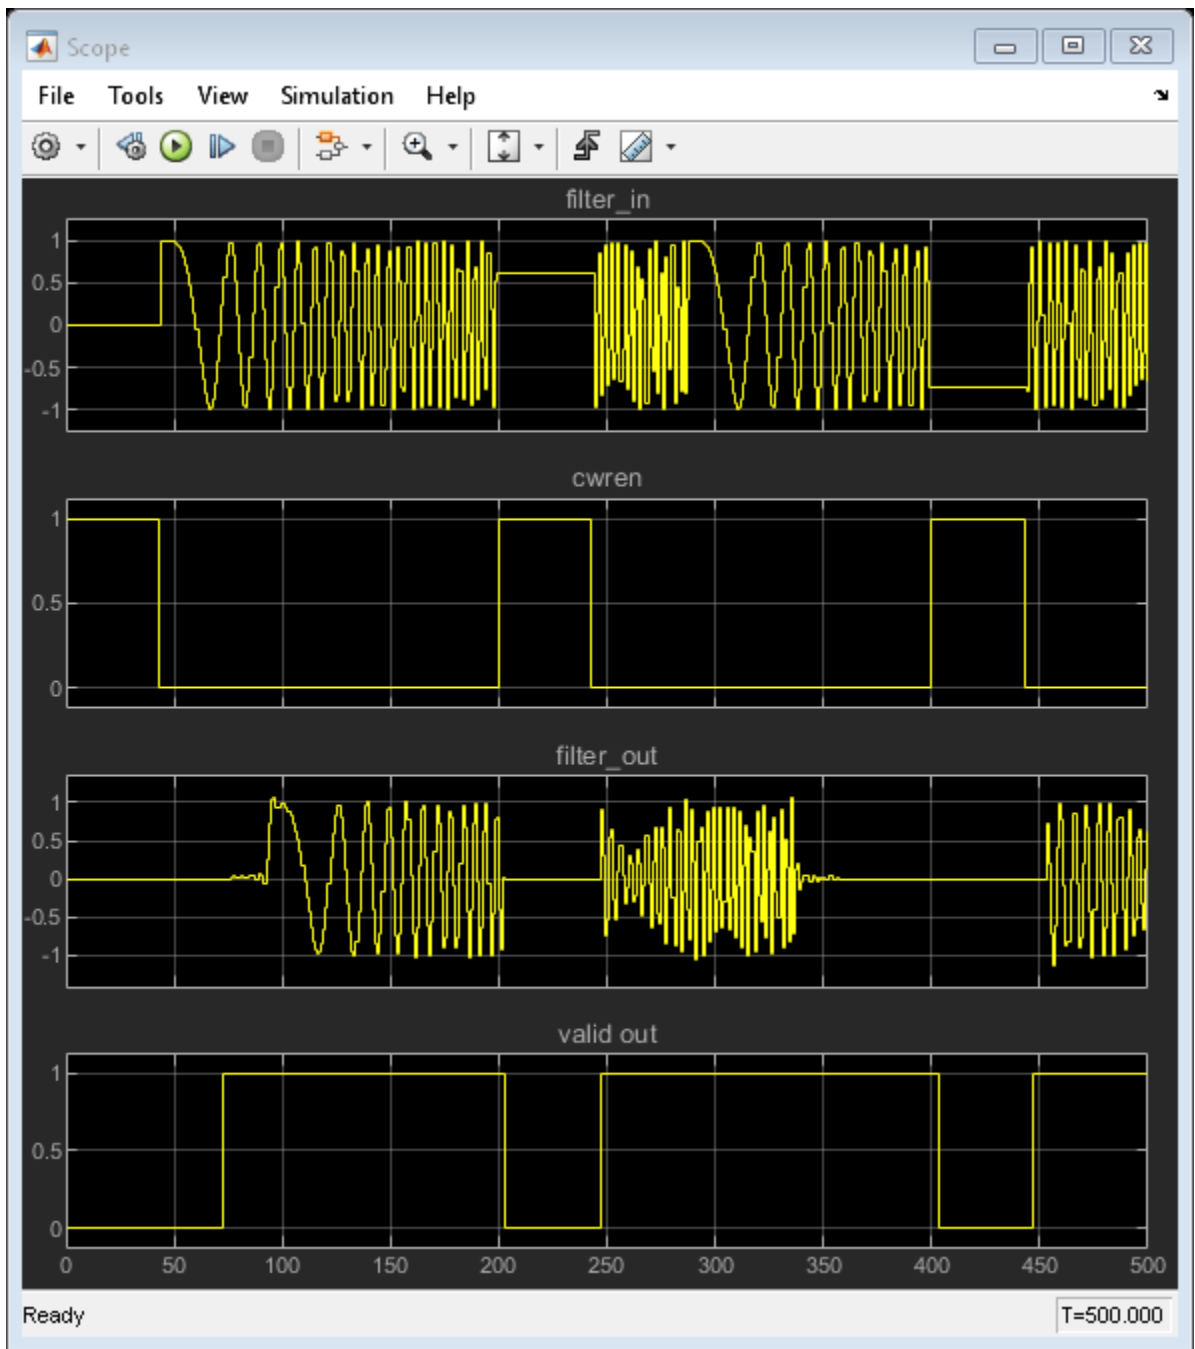 Scope
File Tools View Simulation Help
filter_in
1
0.5
0
-0.5
-1
cwren
1
0.5
0
filter_out
1
0.5
0
-0.5
-1
valid out
1
0.5
0
0 50 100 150 200 250 300 350 400 450 500
Ready T=500.000